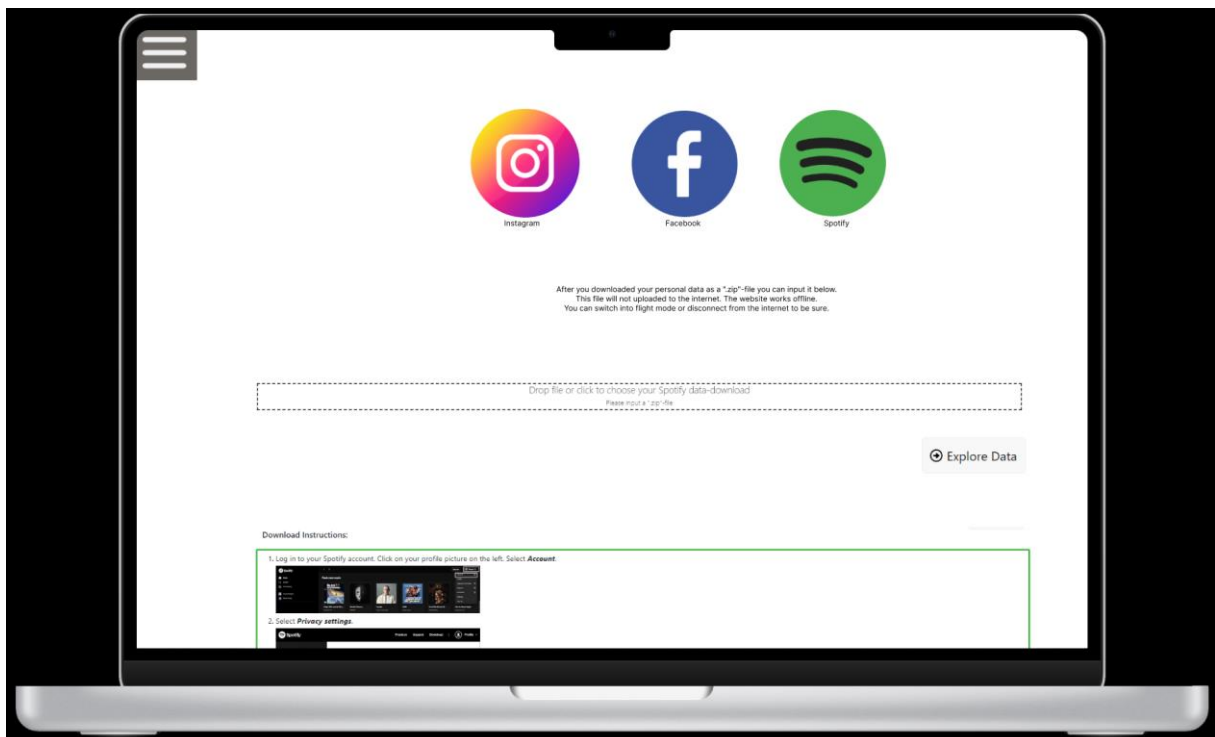 Instagram
Facebook
Spotify
After you downloaded your personal data as a ".zip"-file you can input it below.
This file will not uploaded to the internet. The website works offline.
You can switch into flight mode or disconnect from the internet to be sure.
Drop file or click to choose your Spotify data-download
Please input a ".zip"-file
Explore Data
Download Instructions:
1. Log in to your Spotify account. Click on your profile picture on the left. Select Account.
2. Select Privacy settings.
Spotify